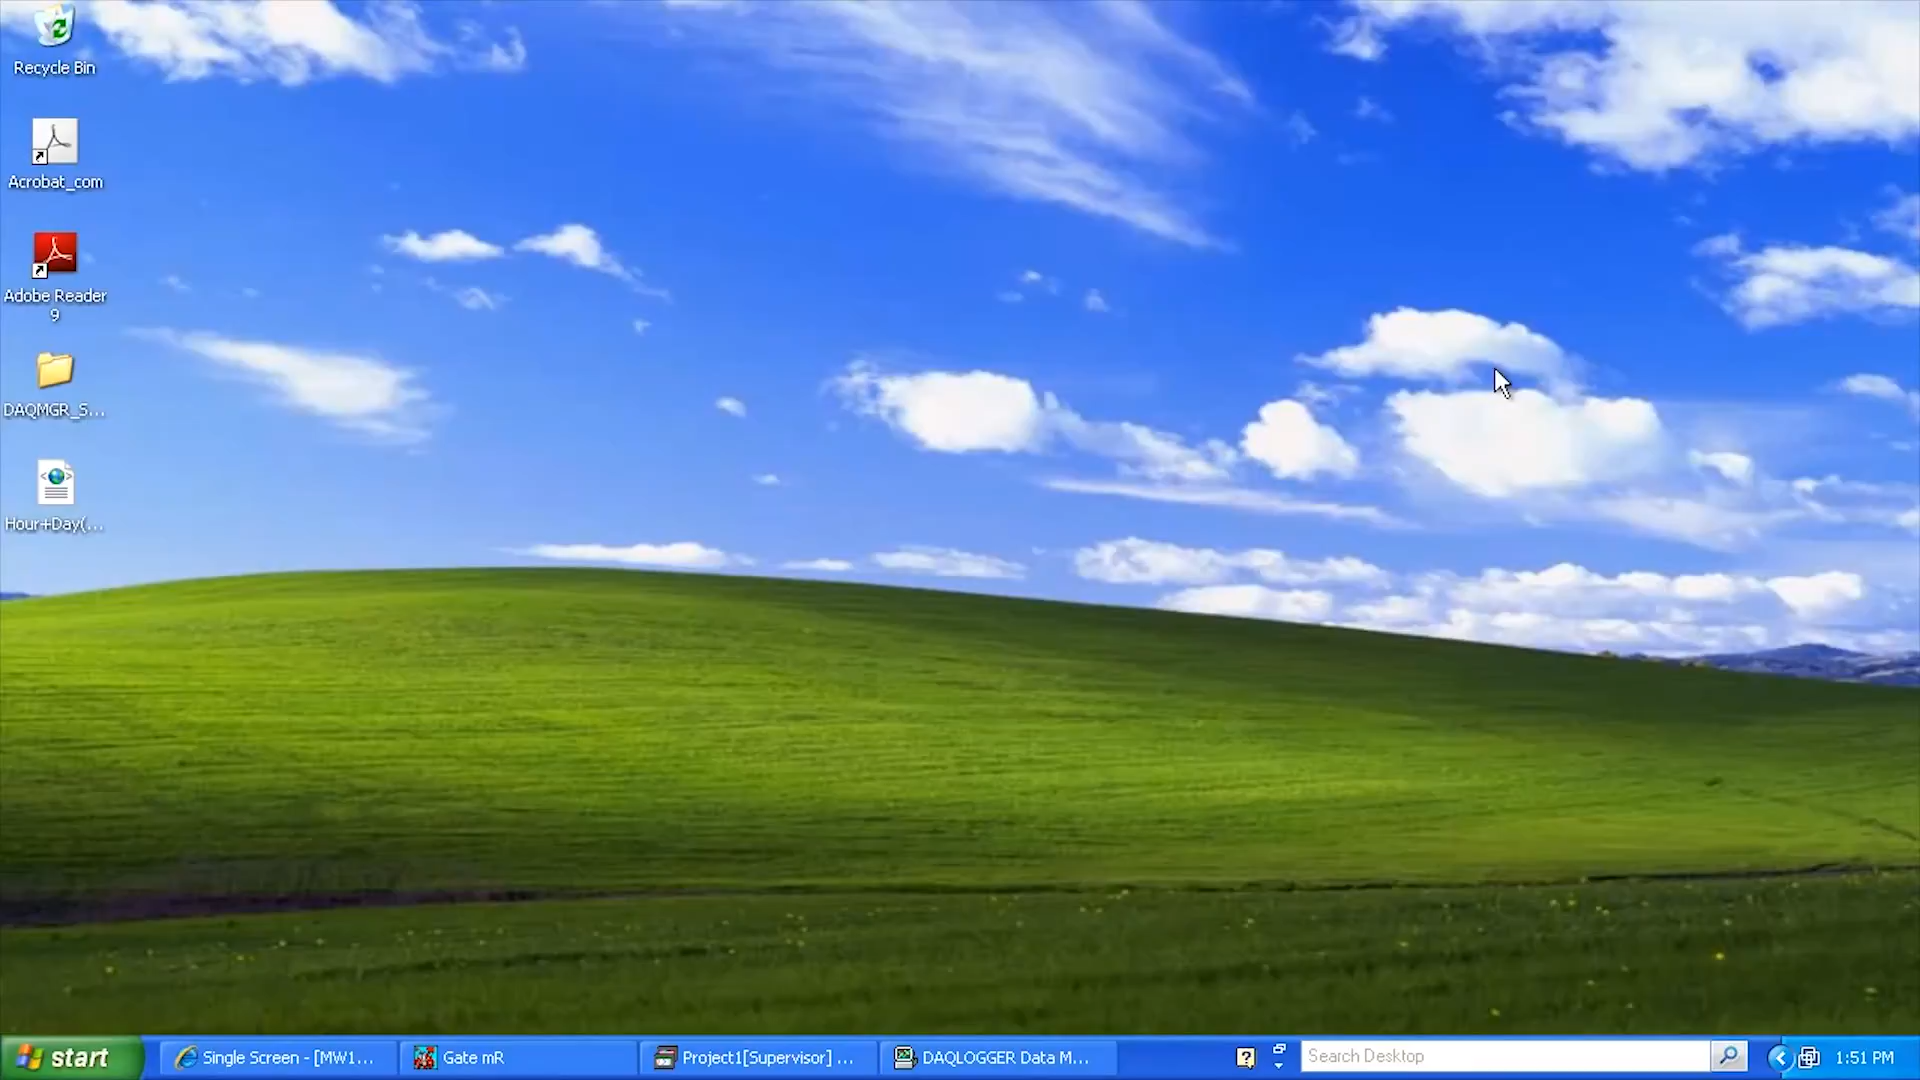 Recycle Bin
Acrobat_com
Adobe Reader
9
DAQMGR_S...
Hour+Day(...
start
Single Screen - [MW1...
Gate mR
Project1[Supervisor] ...
DAQLOGGER Data M...
Search Desktop
1:51 PM